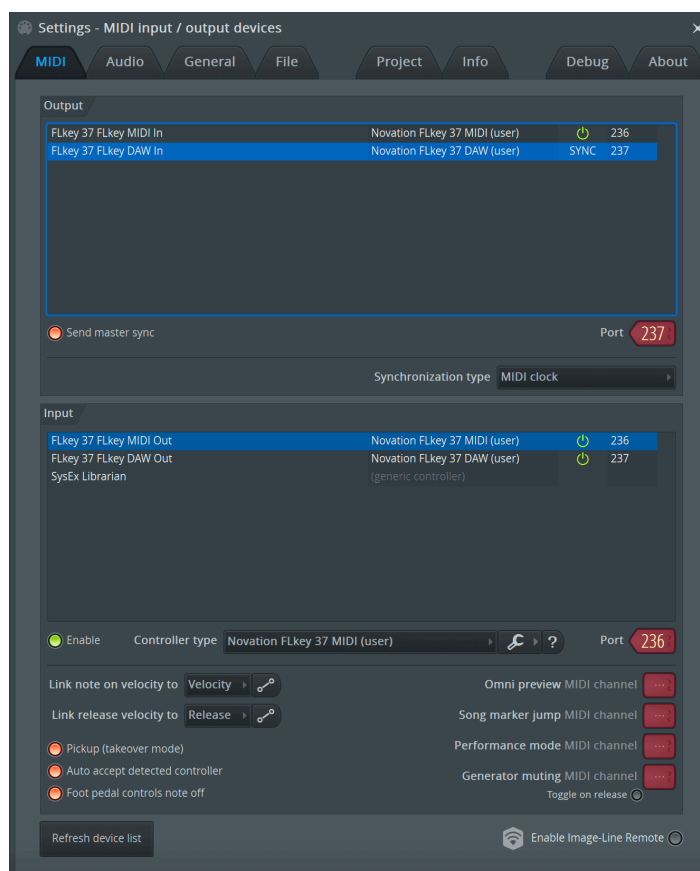 Settings - MIDI input / output devices
MIDI Audio General File Project Info Debug About
Output
FLkey 37 FLkey MIDI In Novation FLkey 37 MIDI (user) 236
FLkey 37 FLkey DAW In Novation FLkey 37 DAW (user) SYNC 237
Send master sync Port 237
Synchronization type MIDI clock
Input
FLkey 37 FLkey MIDI Out Novation FLkey 37 MIDI (user) 236
FLkey 37 FLkey DAW Out Novation FLkey 37 DAW (user) 237
SysEx Librarian (generic controller)
Enable Controller type Novation FLkey 37 MIDI (user) ? Port 236
Link note on velocity to Velocity Omni preview MIDI channel ---
Link release velocity to Release Song marker jump MIDI channel ---
Pickup (takeover mode) Performance mode MIDI channel ---
Auto accept detected controller Generator muting MIDI channel ---
Foot pedal controls note off Toggle on release
Refresh device list Enable Image-Line Remote